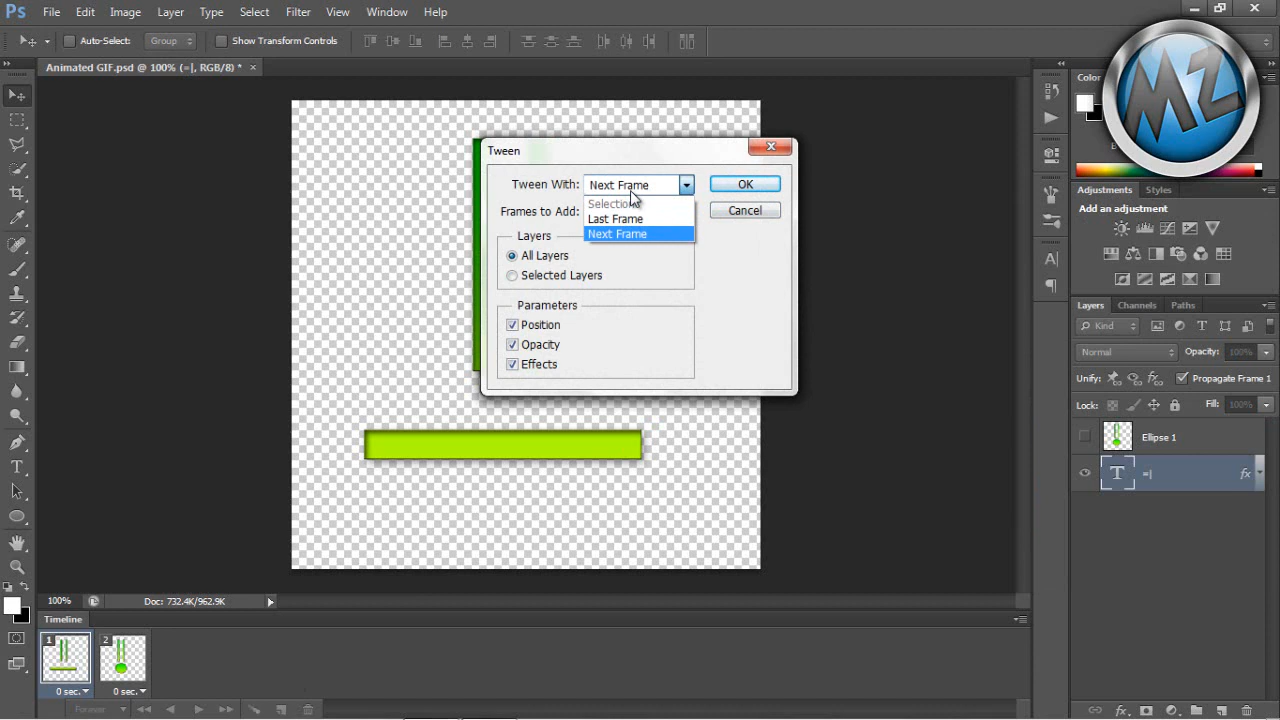 Ps File Edit Image Layer Type Select Filter View Window Help
Auto-Select: Group Show Transform Controls
Animated GIF.psd @ 100% (=|, RGB/8) * ×
MZ
Color
Tween
Tween With: Next Frame OK
Selection
Last Frame
Next Frame
Frames to Add: Cancel
Layers
All Layers
Selected Layers
Parameters
Position
Opacity
Effects
Adjustments Styles
Layers Channels Paths
Kind
Normal Opacity: 100%
Unify: Propagate Frame 1
Lock: Fill: 100%
Ellipse 1
T =| fx
100% Doc: 732.4K/962.9K
Timeline
1 2
0 sec. 0 sec.
Forever